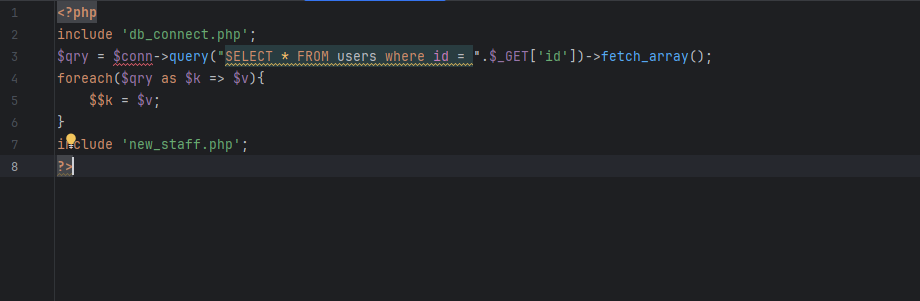 1 <?php
2 include 'db_connect.php';
3 $qry = $conn->query("SELECT * FROM users where id = ".$_GET['id'])->fetch_array();
4 foreach($qry as $k => $v){
5 $$k = $v;
6 }
7 include 'new_staff.php';
8 ?>